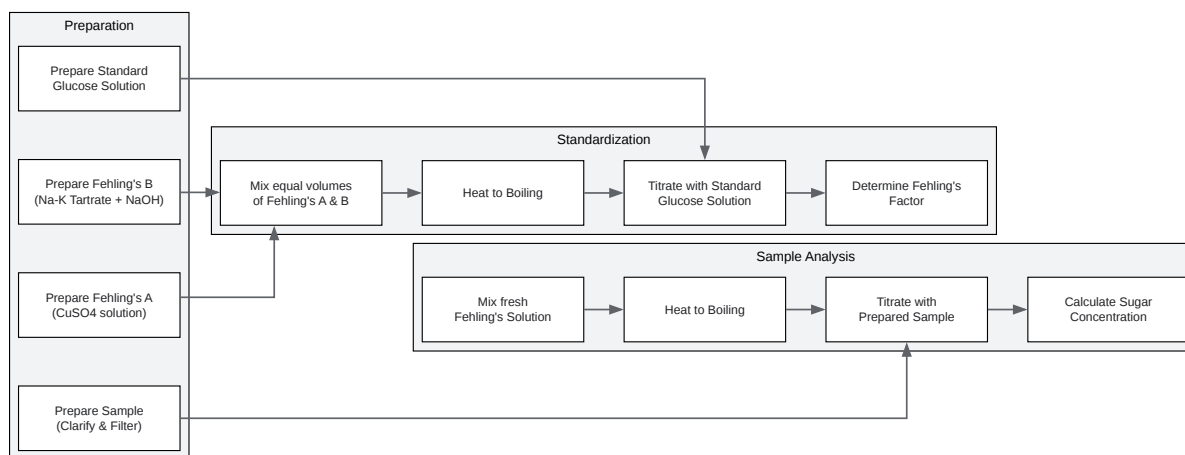 Preparation
Prepare Standard
Glucose Solution
Prepare Fehling's B
(Na-K Tartrate + NaOH)
Prepare Fehling's A
(CuSO4 solution)
Prepare Sample
(Clarify & Filter)
Standardization
Mix equal volumes
of Fehling's A & B
Heat to Boiling
Titrate with Standard
Glucose Solution
Determine Fehling's
Factor
Sample Analysis
Mix fresh
Fehling's Solution
Heat to Boiling
Titrate with
Prepared Sample
Calculate Sugar
Concentration